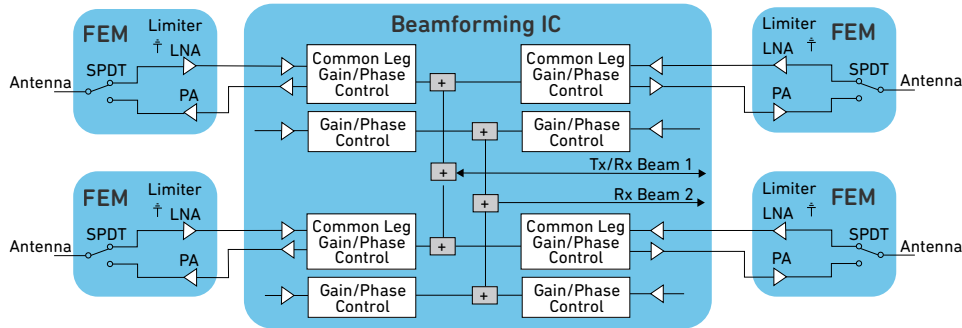 Beamforming IC
FEM
Limiter
LNA
SPDT
Antenna
PA
Common Leg
Gain/Phase
Control
+
Common Leg
Gain/Phase
Control
Limiter
LNA
FEM
SPDT
Antenna
PA
Gain/Phase
Control
+
Gain/Phase
Control
+
Tx/Rx Beam 1
+
Rx Beam 2
FEM
Limiter
LNA
SPDT
Antenna
PA
Common Leg
Gain/Phase
Control
+
Common Leg
Gain/Phase
Control
Limiter
LNA
FEM
SPDT
Antenna
PA
Gain/Phase
Control
+
Gain/Phase
Control